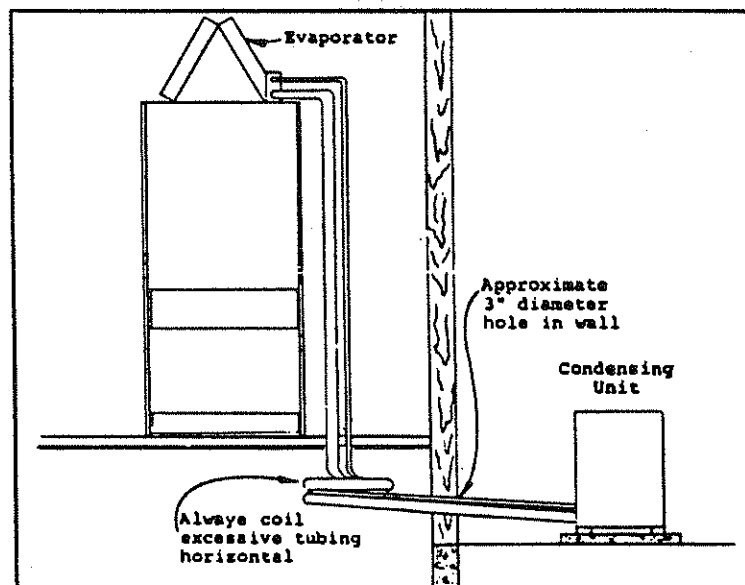 Evaporator
Approximate
3" diameter
hole in wall
Condensing
Unit
Always coil
excessive tubing
horizontal